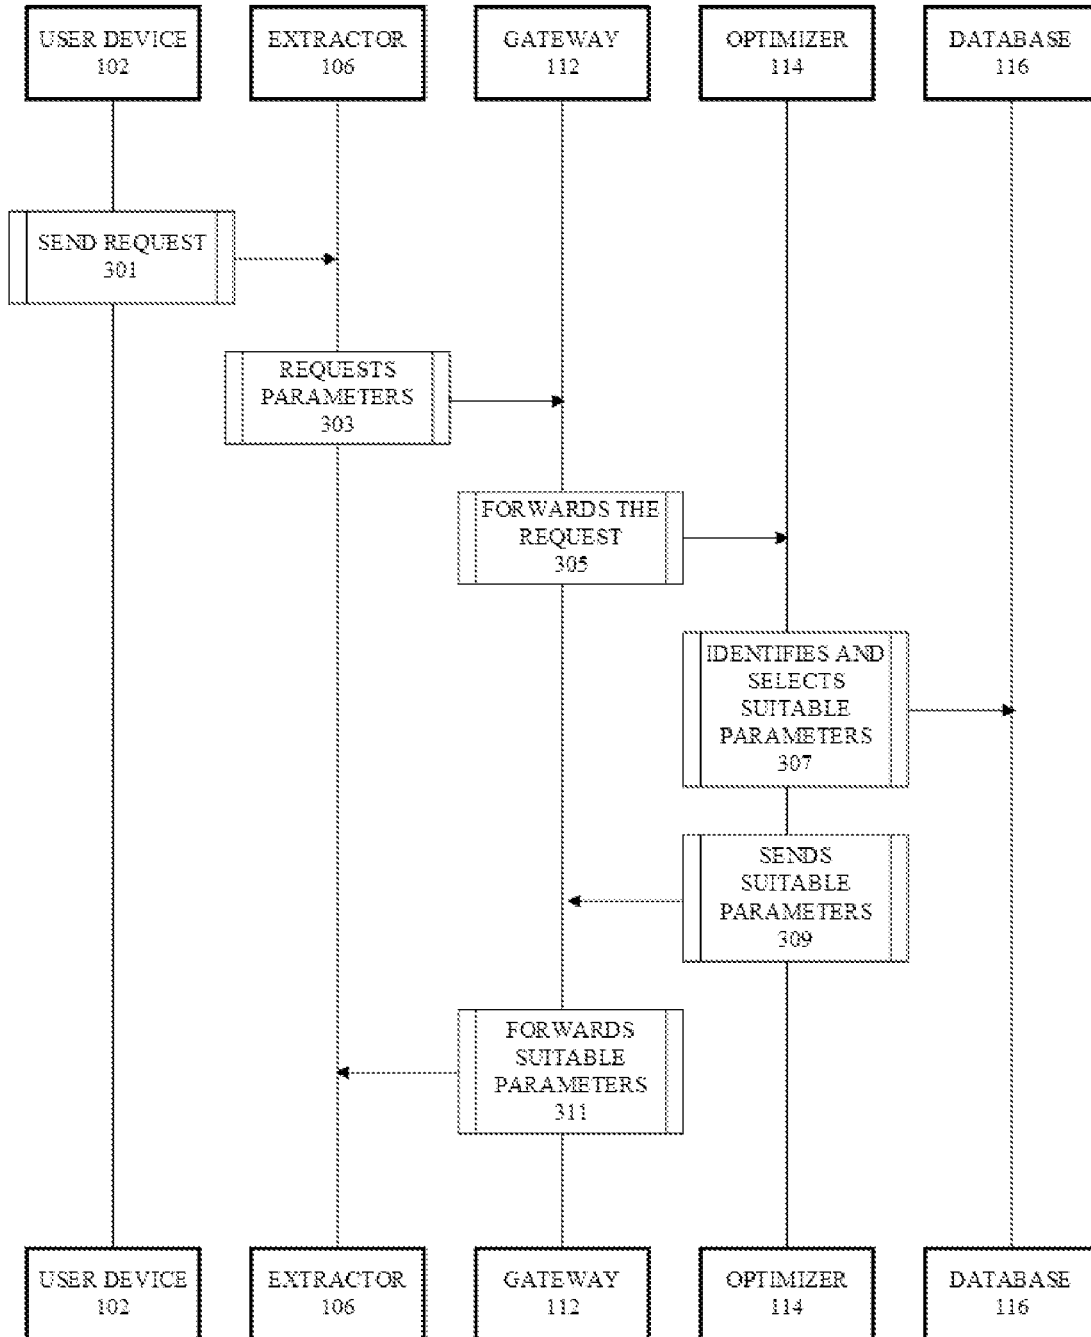 USER DEVICE
102
EXTRACTOR
106
GATEWAY
112
OPTIMIZER
114
DATABASE
116
SEND REQUEST
301
REQUESTS
PARAMETERS
303
FORWARDS THE
REQUEST
305
IDENTIFIES AND
SELECTS
SUITABLE
PARAMETERS
307
SENDS
SUITABLE
PARAMETERS
309
FORWARDS
SUITABLE
PARAMETERS
311
USER DEVICE
102
EXTRACTOR
106
GATEWAY
112
OPTIMIZER
114
DATABASE
116